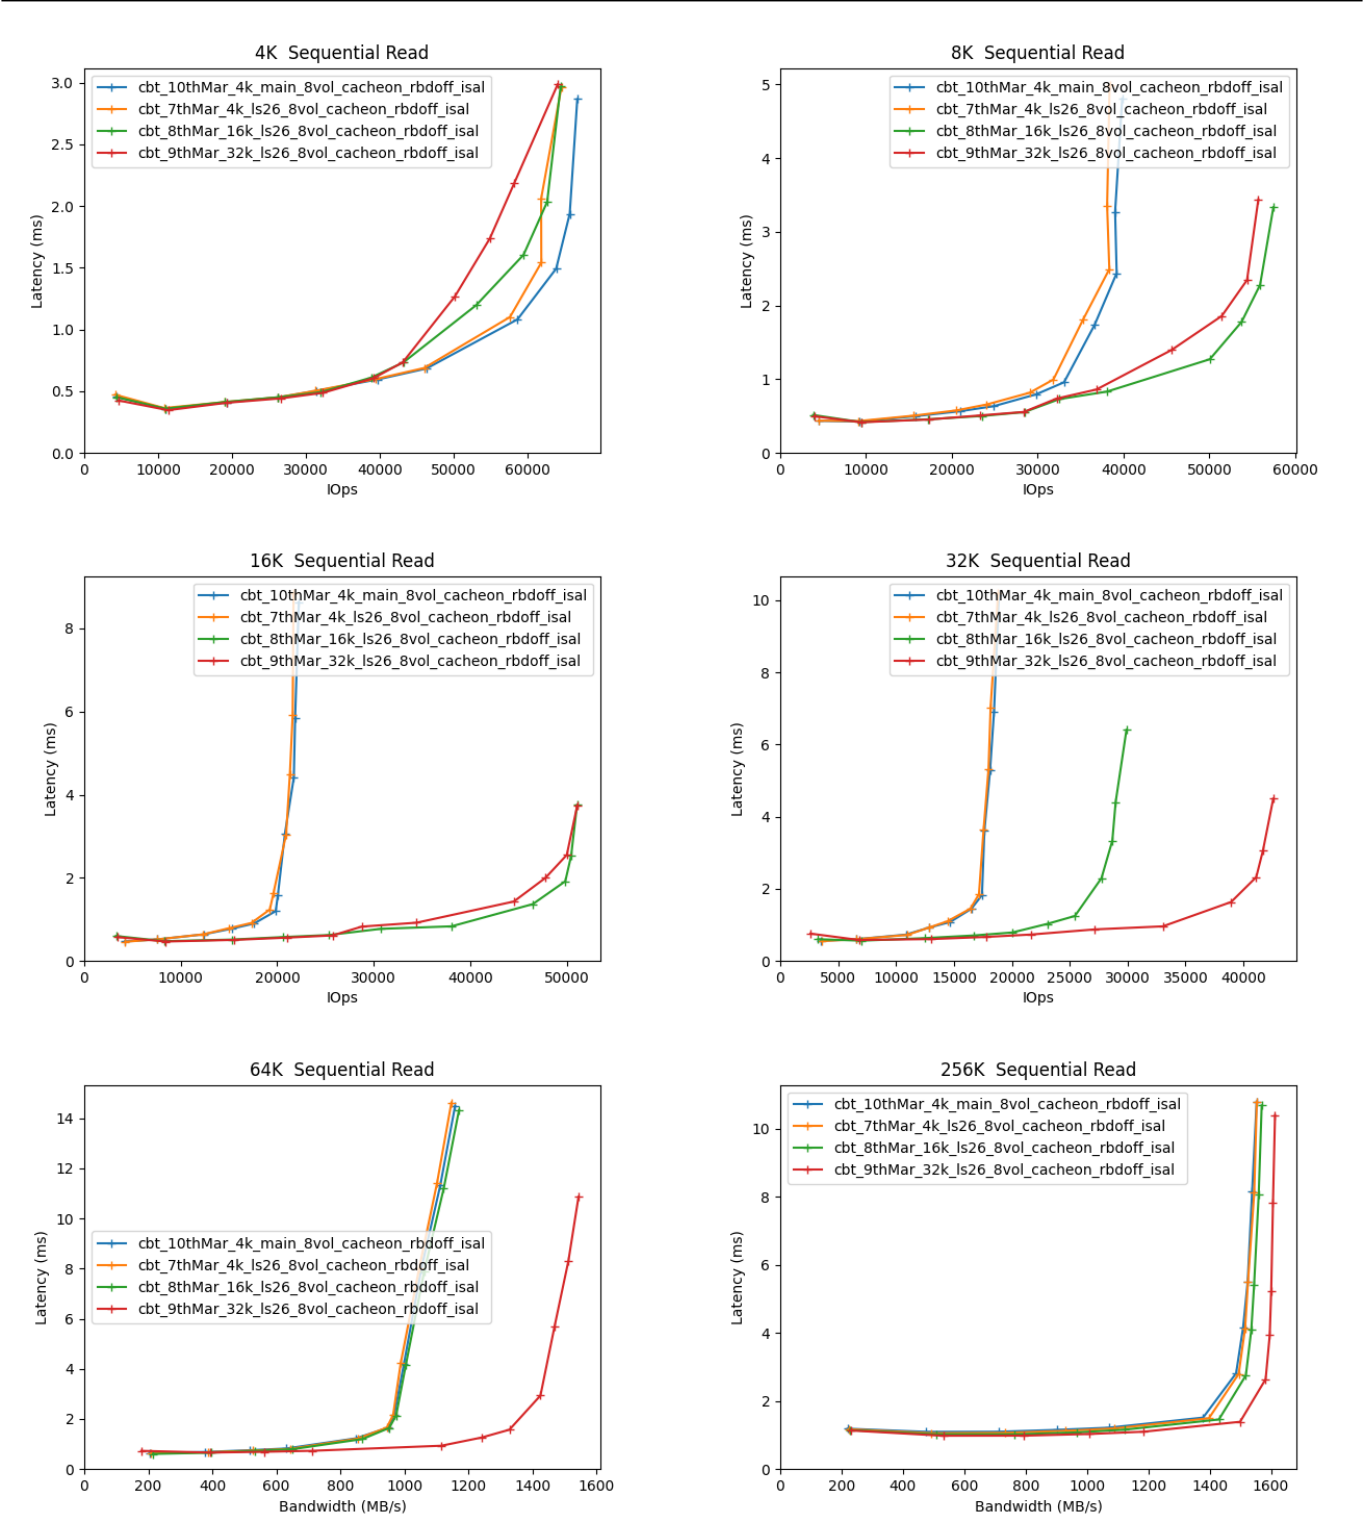 4K  Sequential Read
3.0
2.5
2.0
1.5
1.0
0.5
0.0
Latency (ms)
cbt_10thMar_4k_main_8vol_cacheon_rbdoff_isal
cbt_7thMar_4k_ls26_8vol_cacheon_rbdoff_isal
cbt_8thMar_16k_ls26_8vol_cacheon_rbdoff_isal
cbt_9thMar_32k_ls26_8vol_cacheon_rbdoff_isal
0 10000 20000 30000 40000 50000 60000
IOps
8K  Sequential Read
5
4
3
2
1
0
Latency (ms)
cbt_10thMar_4k_main_8vol_cacheon_rbdoff_isal
cbt_7thMar_4k_ls26_8vol_cacheon_rbdoff_isal
cbt_8thMar_16k_ls26_8vol_cacheon_rbdoff_isal
cbt_9thMar_32k_ls26_8vol_cacheon_rbdoff_isal
0 10000 20000 30000 40000 50000 60000
IOps
16K  Sequential Read
8
6
4
2
0
Latency (ms)
cbt_10thMar_4k_main_8vol_cacheon_rbdoff_isal
cbt_7thMar_4k_ls26_8vol_cacheon_rbdoff_isal
cbt_8thMar_16k_ls26_8vol_cacheon_rbdoff_isal
cbt_9thMar_32k_ls26_8vol_cacheon_rbdoff_isal
0 10000 20000 30000 40000 50000
IOps
32K  Sequential Read
10
8
6
4
2
0
Latency (ms)
cbt_10thMar_4k_main_8vol_cacheon_rbdoff_isal
cbt_7thMar_4k_ls26_8vol_cacheon_rbdoff_isal
cbt_8thMar_16k_ls26_8vol_cacheon_rbdoff_isal
cbt_9thMar_32k_ls26_8vol_cacheon_rbdoff_isal
0 5000 10000 15000 20000 25000 30000 35000 40000
IOps
64K  Sequential Read
14
12
10
8
6
4
2
0
Latency (ms)
cbt_10thMar_4k_main_8vol_cacheon_rbdoff_isal
cbt_7thMar_4k_ls26_8vol_cacheon_rbdoff_isal
cbt_8thMar_16k_ls26_8vol_cacheon_rbdoff_isal
cbt_9thMar_32k_ls26_8vol_cacheon_rbdoff_isal
0 200 400 600 800 1000 1200 1400 1600
Bandwidth (MB/s)
256K  Sequential Read
10
8
6
4
2
0
Latency (ms)
cbt_10thMar_4k_main_8vol_cacheon_rbdoff_isal
cbt_7thMar_4k_ls26_8vol_cacheon_rbdoff_isal
cbt_8thMar_16k_ls26_8vol_cacheon_rbdoff_isal
cbt_9thMar_32k_ls26_8vol_cacheon_rbdoff_isal
0 200 400 600 800 1000 1200 1400 1600
Bandwidth (MB/s)